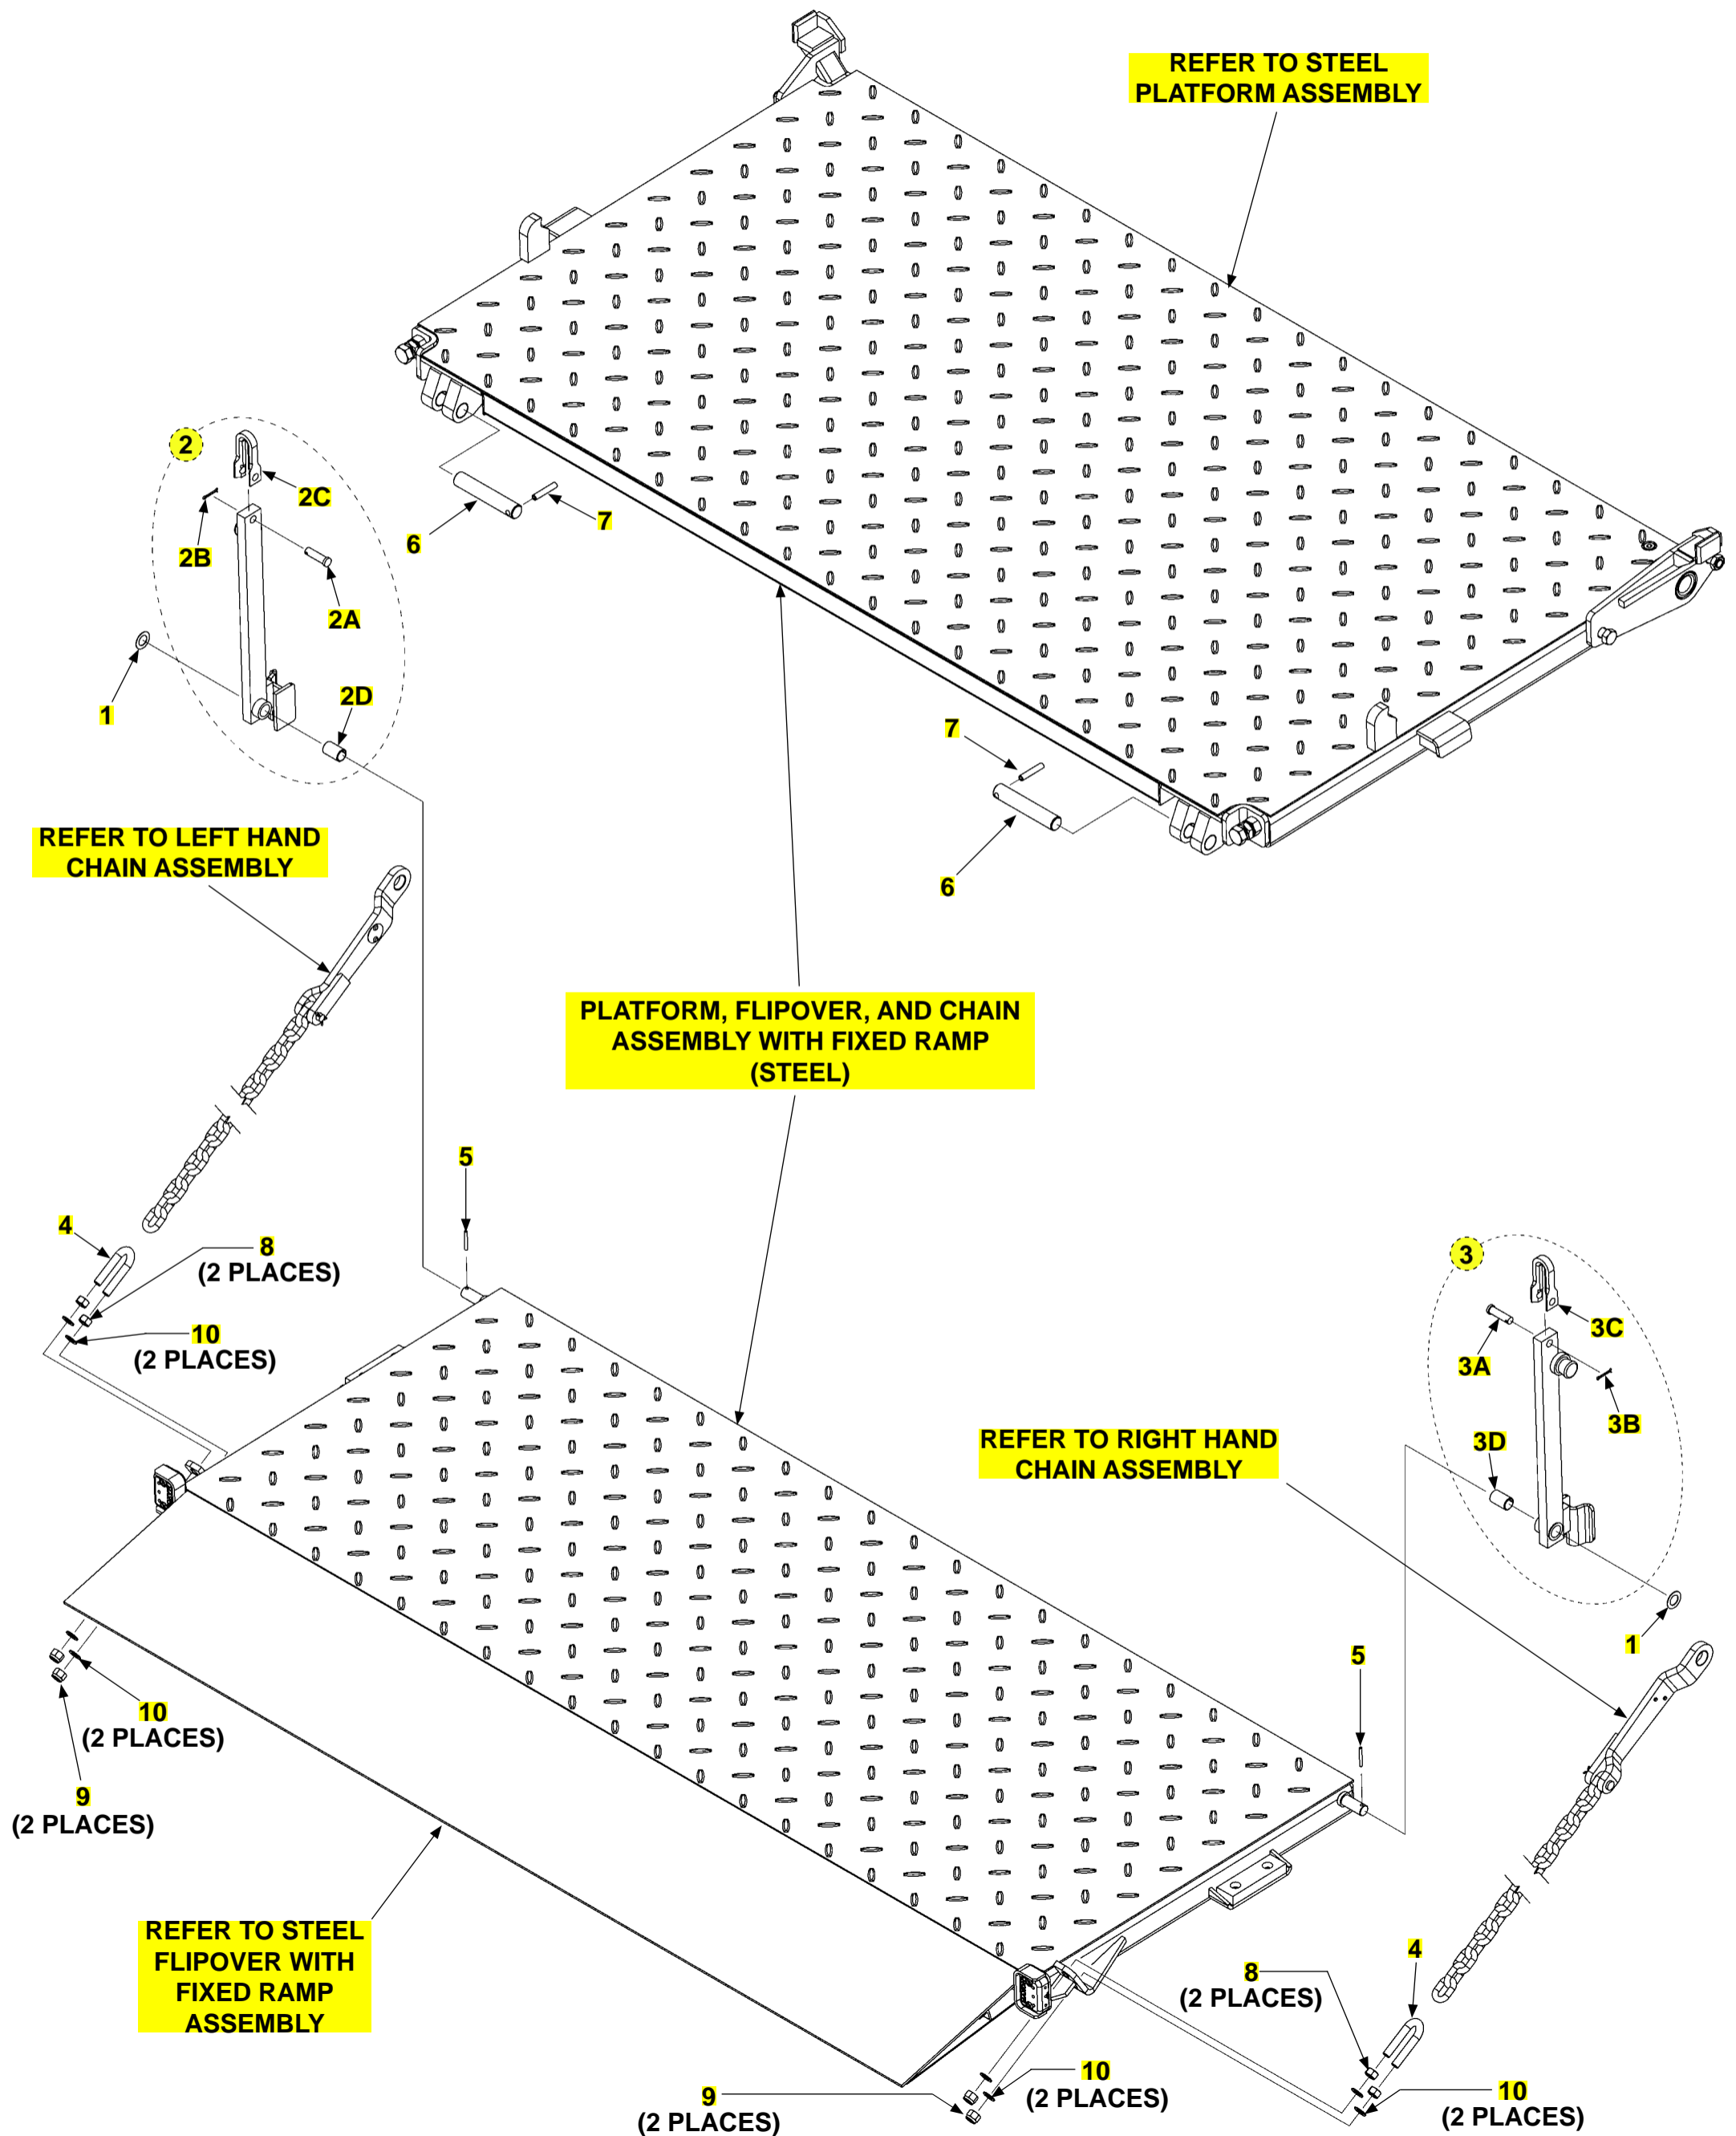 REFER TO STEEL
PLATFORM ASSEMBLY
2
2C
2B
2A
6
7
1
2D
7
6
REFER TO LEFT HAND
CHAIN ASSEMBLY
PLATFORM, FLIPOVER, AND CHAIN
ASSEMBLY WITH FIXED RAMP
(STEEL)
5
4
8
(2 PLACES)
10
(2 PLACES)
3
3C
3A
3B
3D
REFER TO RIGHT HAND
CHAIN ASSEMBLY
1
5
10
(2 PLACES)
9
(2 PLACES)
REFER TO STEEL
FLIPOVER WITH
FIXED RAMP
ASSEMBLY
4
8
(2 PLACES)
10
(2 PLACES)
9
(2 PLACES)
10
(2 PLACES)